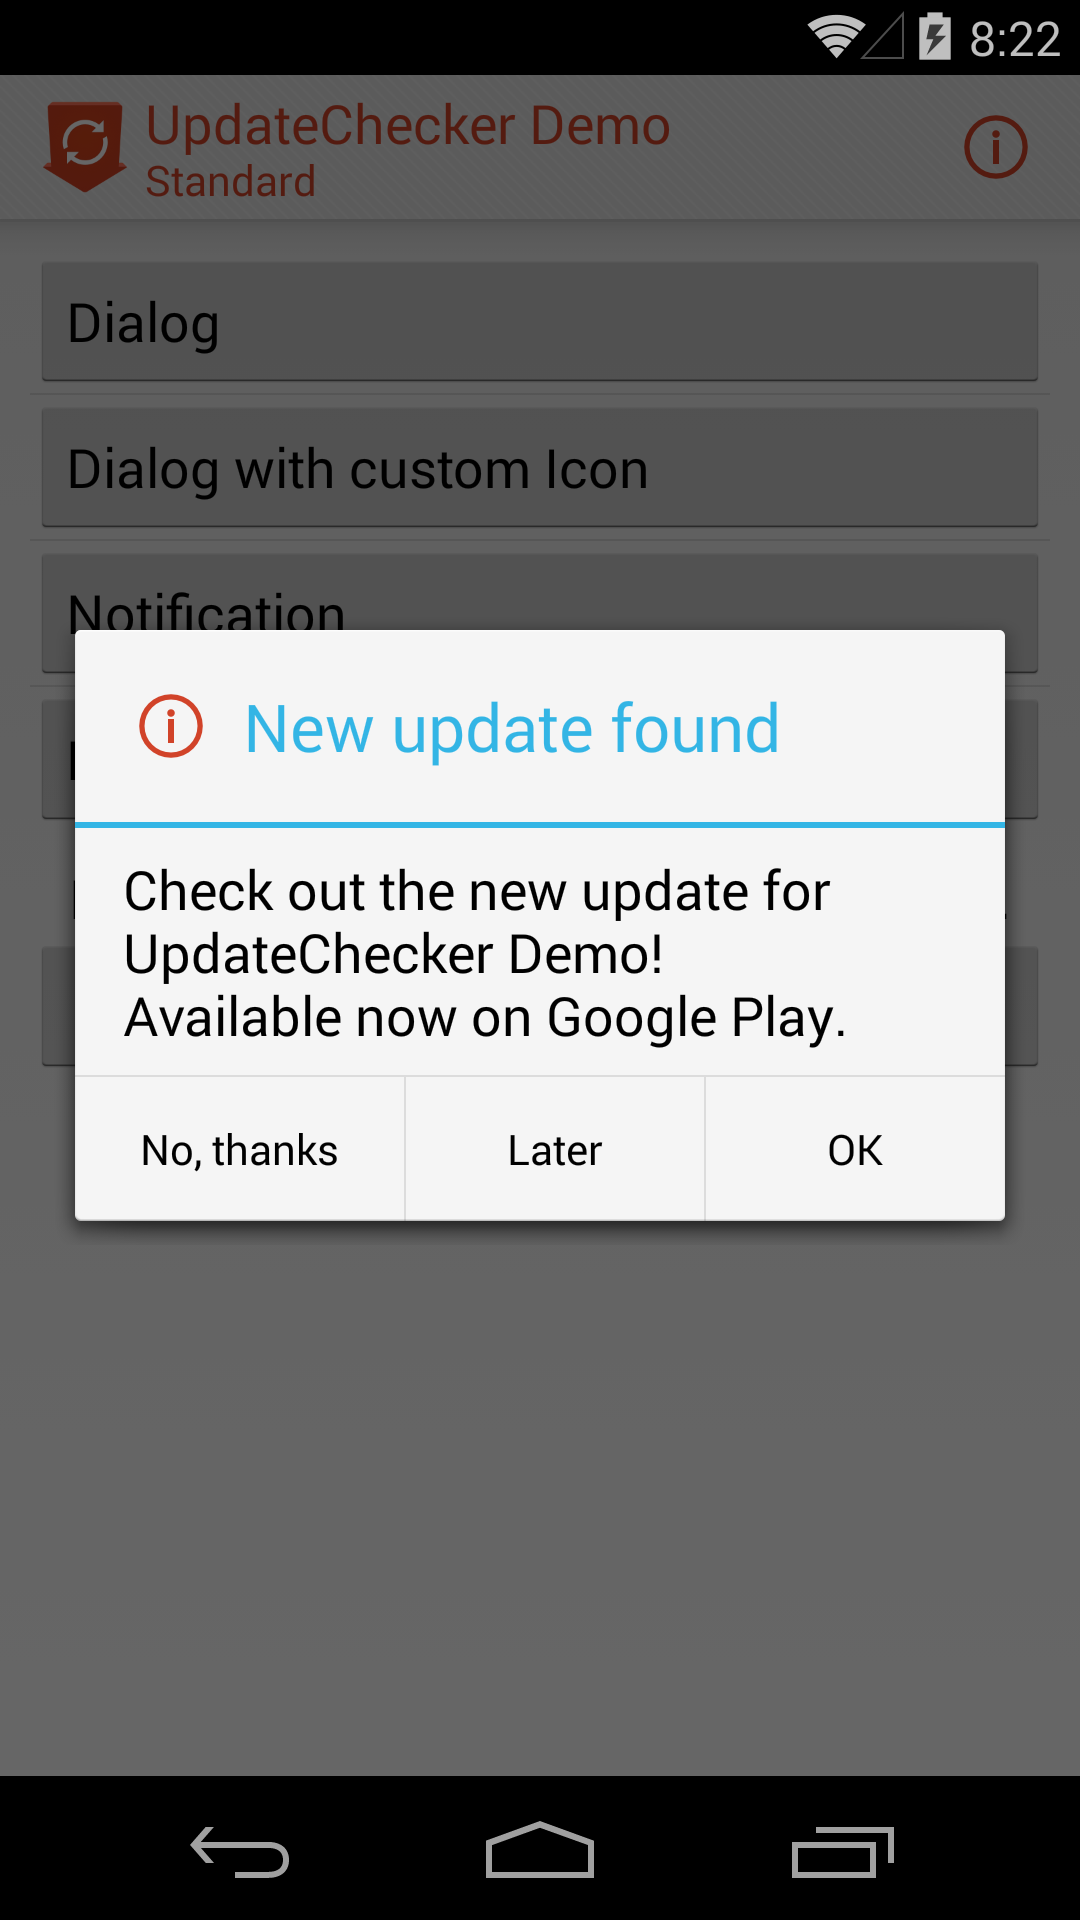 8:22
UpdateChecker Demo
Standard
Dialog
Dialog with custom Icon
Notification
New update found
Check out the new update for
UpdateChecker Demo!
Available now on Google Play.
No, thanks
Later
OK